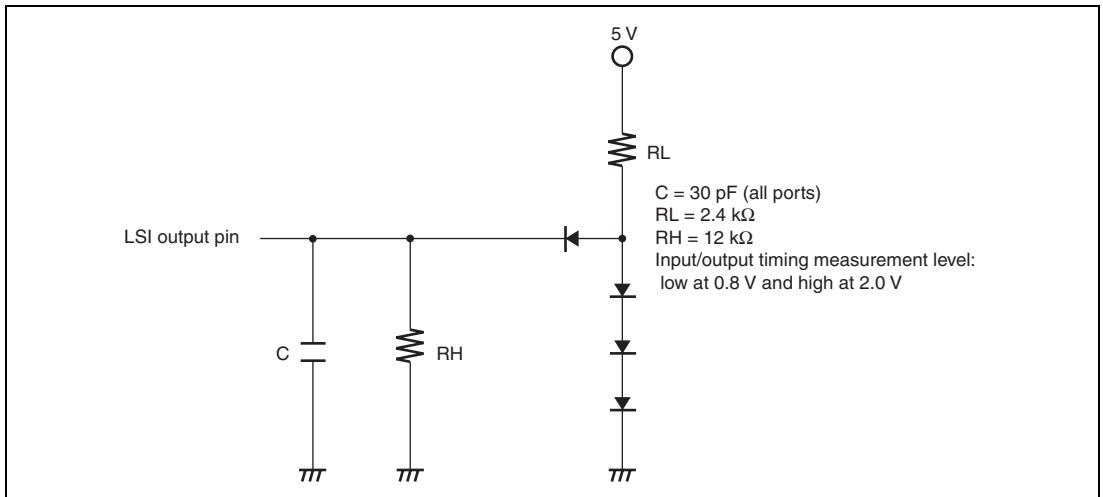 5 V
RL
C = 30 pF (all ports)
RL = 2.4 kΩ
RH = 12 kΩ
Input/output timing measurement level:
low at 0.8 V and high at 2.0 V
LSI output pin
C
RH